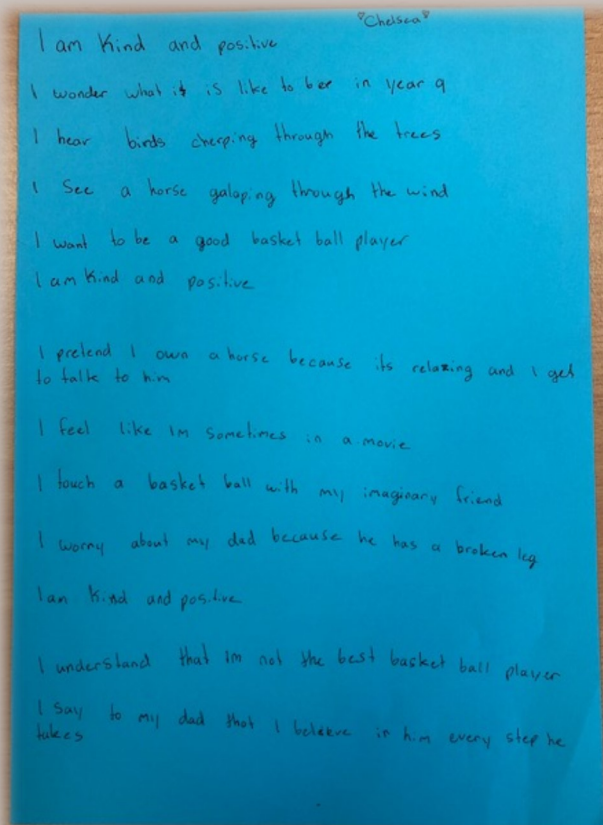 "Chelsea"
I am Kind and positive
I wonder what it is like to be in year 9
I hear birds cherping through the trees
I See a horse galoping through the wind
I want to be a good basket ball player
I am Kind and positive
I pretend I own a horse because its relaxing and I get
to talk to him
I feel like Im sometimes in a movie
I touch a basket ball with my imaginary friend
I worry about my dad because he has a broken leg
I am Kind and positive
I understand that Im not the best basket ball player
I Say to my dad that I beleive in him every step he
takes